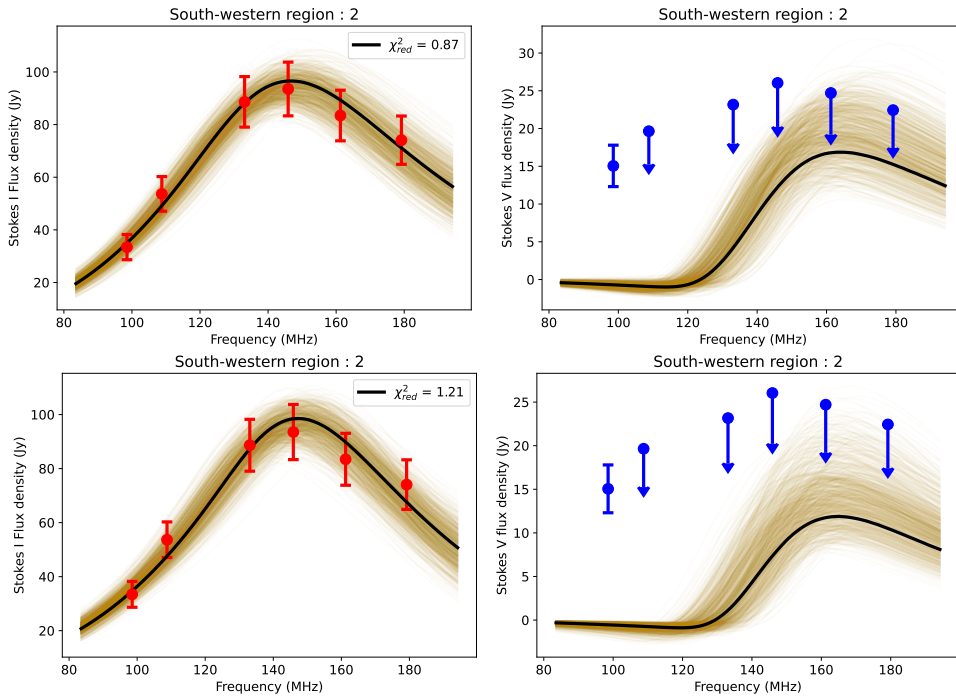 South-western region : 2
χ²red = 0.87
Stokes I Flux density (Jy)
100
80
60
40
20
80 100 120 140 160 180
Frequency (MHz)
South-western region : 2
Stokes V flux density (Jy)
30
25
20
15
10
5
0
80 100 120 140 160 180
Frequency (MHz)
South-western region : 2
χ²red = 1.21
Stokes I Flux density (Jy)
100
80
60
40
20
80 100 120 140 160 180
Frequency (MHz)
South-western region : 2
Stokes V flux density (Jy)
25
20
15
10
5
0
80 100 120 140 160 180
Frequency (MHz)